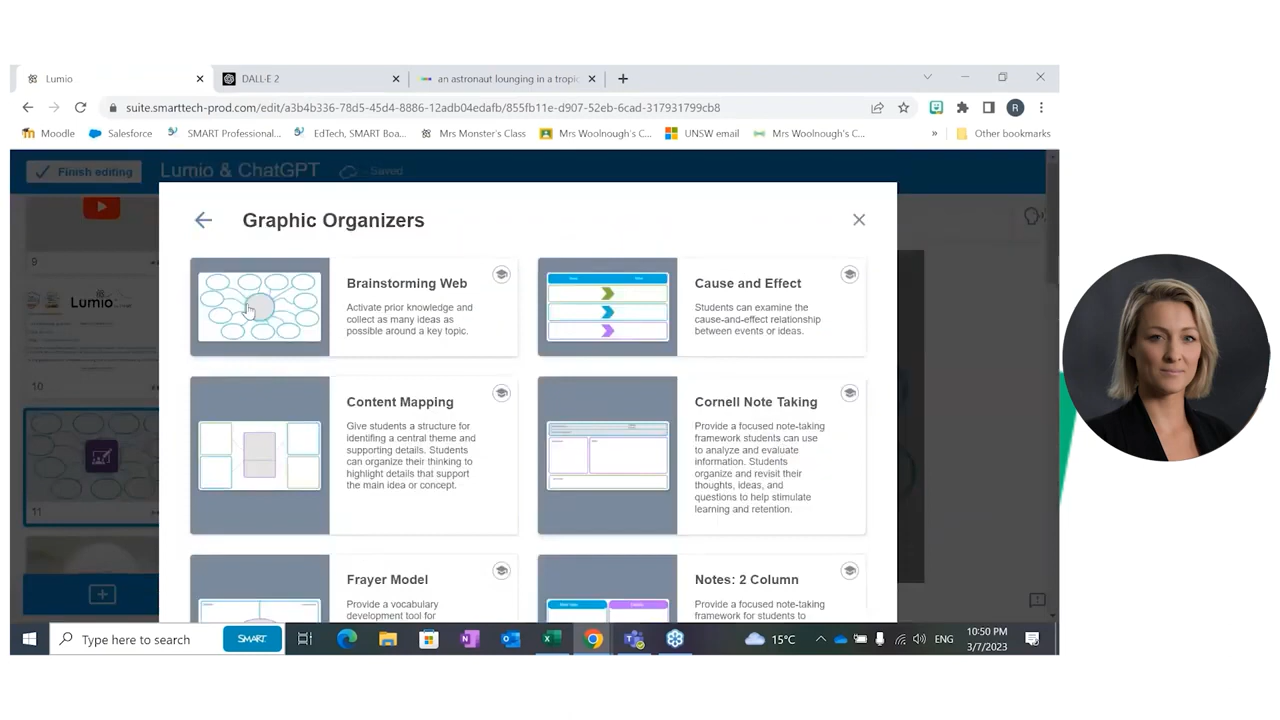 Lumio
DALL·E 2
an astronaut lounging in a tropic
suite.smarttech-prod.com/edit/a3b4b336-78d5-45d4-8886-12adb04edafb/855fb11e-d907-52eb-6cad-317931799cb8
R
Moodle
Salesforce
SMART Professional...
EdTech, SMART Boa...
Mrs Monster's Class
Mrs Woolnough's C...
UNSW email
Mrs Woolnough's C...
»
Other bookmarks
Finish editing
Lumio & ChatGPT
Saved
Graphic Organizers
Brainstorming Web
Activate prior knowledge and
collect as many ideas as
possible around a key topic.
Cause and Effect
Students can examine the
cause-and-effect relationship
between events or ideas.
9
Lumio
10
11
Content Mapping
Give students a structure for
identifing a central theme and
supporting details. Students
can organize their thinking to
highlight details that support
the main idea or concept.
Cornell Note Taking
Provide a focused note-taking
framework students can use
to analyze and evaluate
information. Students
organize and revisit their
thoughts, ideas, and
questions to help stimulate
learning and retention.
Frayer Model
Provide a vocabulary
development tool for
Notes: 2 Column
Provide a focused note-taking
framework for students to
Type here to search
SMART
15°C
ENG
10:50 PM
3/7/2023